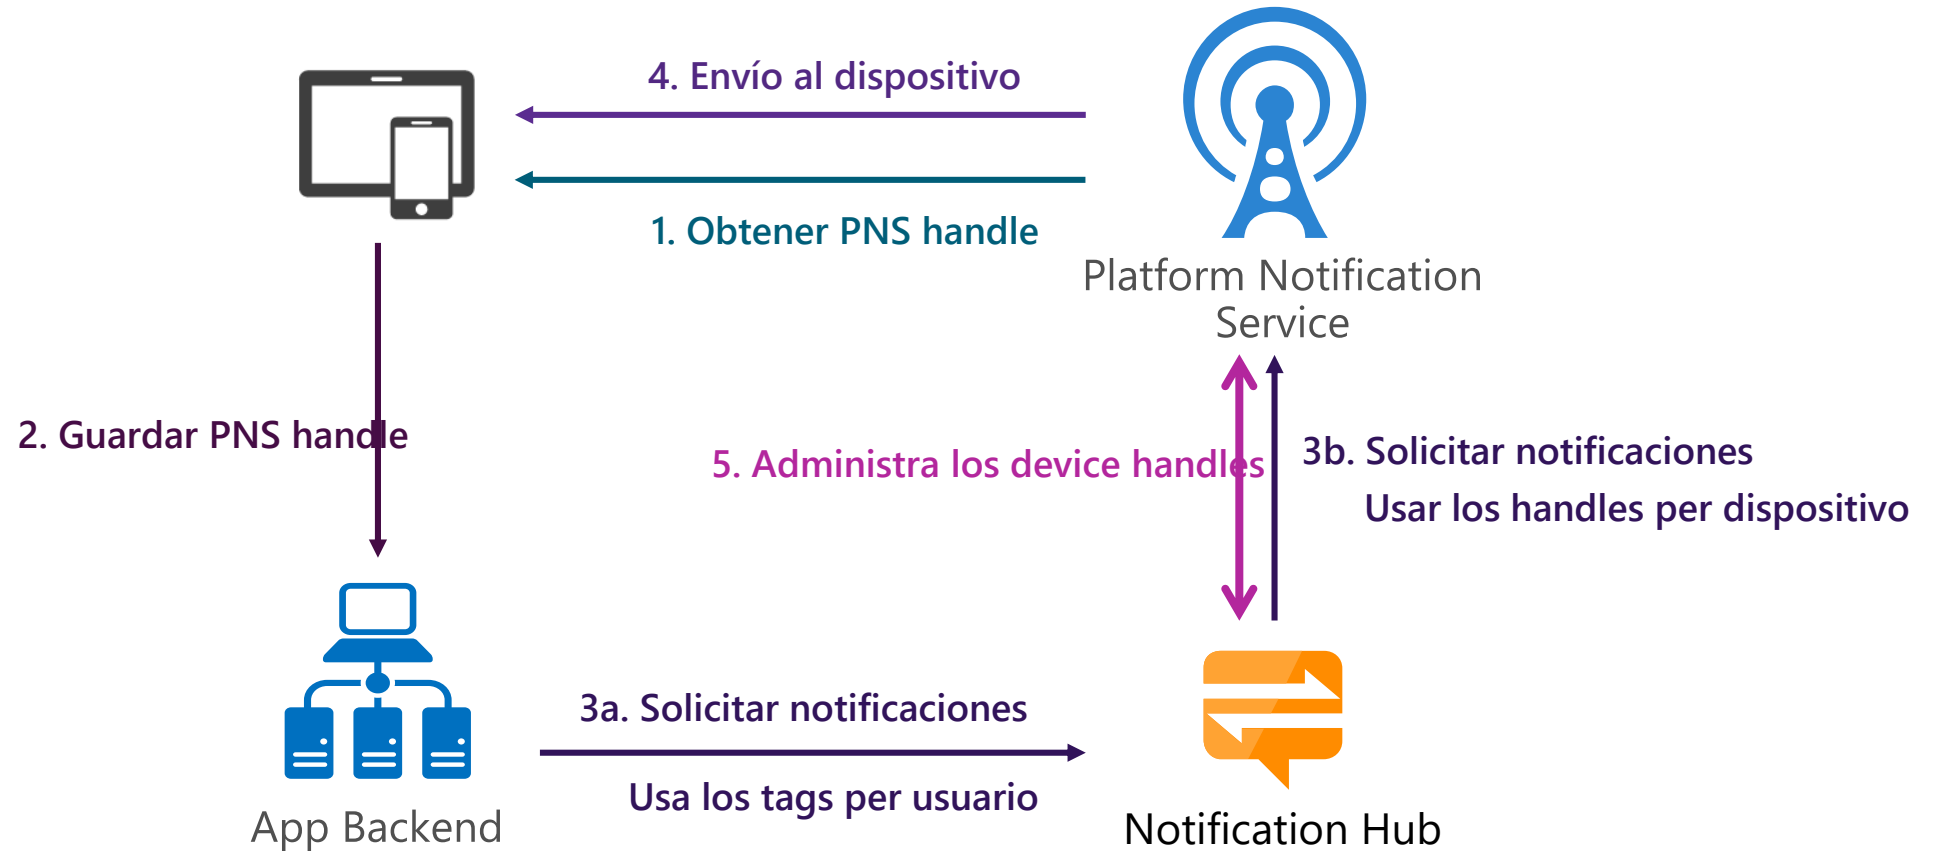 4. Envío al dispositivo
1. Obtener PNS handle
Platform Notification
Service
2. Guardar PNS handle
5. Administra los device handles
3b. Solicitar notificaciones
Usar los handles per dispositivo
3a. Solicitar notificaciones
Usa los tags per usuario
App Backend
Notification Hub